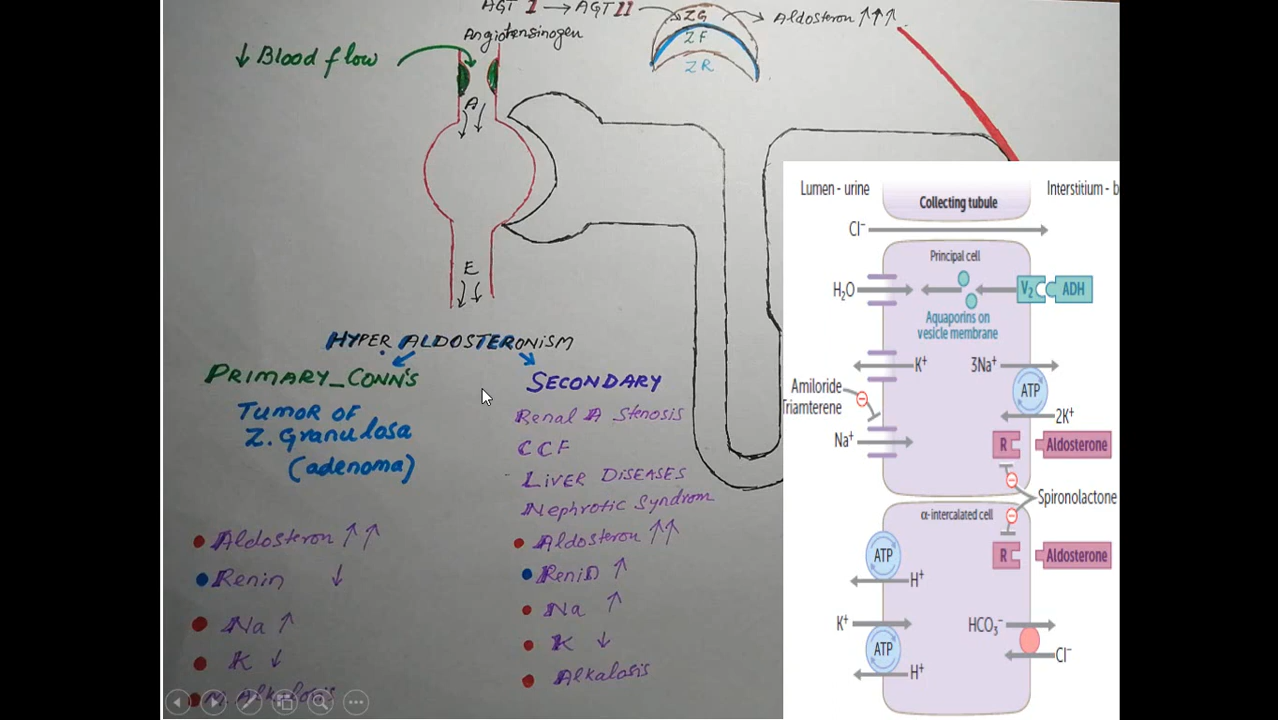 AGT I → AGT II
Angiotensinogen
ZG
ZF
ZR
Aldosteron ↑↑↑
↓ Blood flow
A
E
HYPER ALDOSTERONISM
PRIMARY_CONN'S
TUMOR OF
Z. Granulosa
(adenoma)
Aldosteron ↑↑
Renin ↓
Na ↑
K ↓
M. Alkalosis
SECONDARY
Renal A Stenosis
CCF
LIVER DISEASES
Nephrotic Syndrom
Aldosteron ↑↑
Renin ↑
Na ↑
K ↓
Alkalosis
Lumen - urine
Interstitium - b
Collecting tubule
Cl⁻
Principal cell
H₂O
V₂
ADH
Aquaporins on
vesicle membrane
K⁺
3Na⁺
ATP
2K⁺
Amiloride
Triamterene
Na⁺
R
Aldosterone
Spironolactone
α-intercalated cell
R
Aldosterone
ATP
H⁺
K⁺
HCO₃⁻
ATP
Cl⁻
H⁺